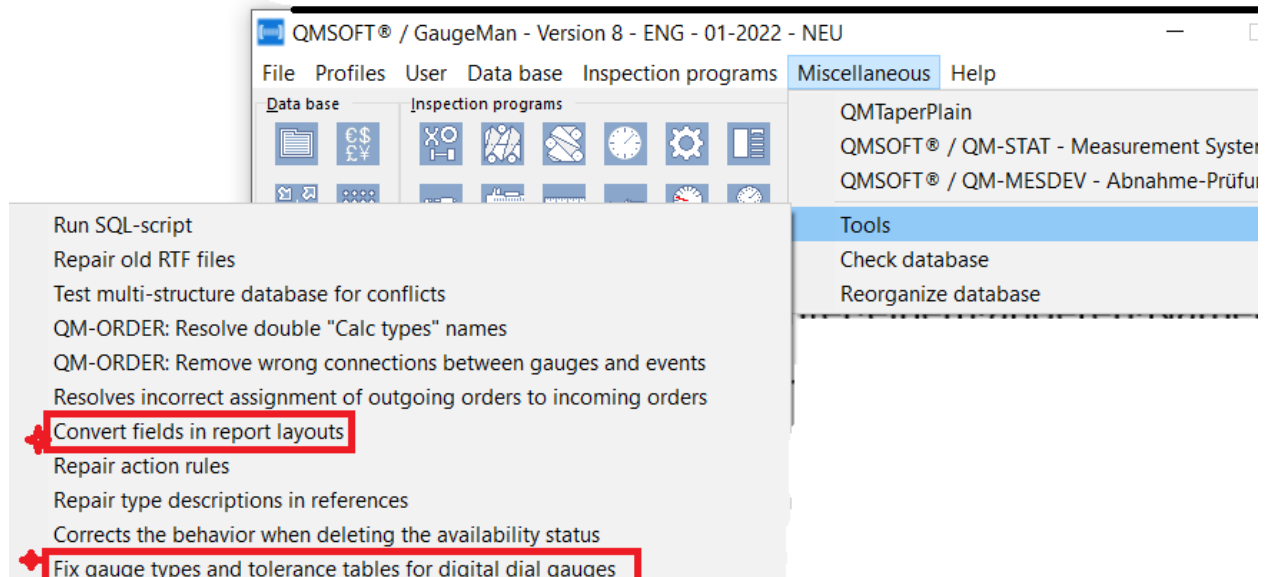 QMSOFT® / GaugeMan - Version 8 - ENG - 01-2022 - NEU
File Profiles User Data base Inspection programs Miscellaneous Help
Data base Inspection programs
QMTaperPlain
QMSOFT® / QM-STAT - Measurement
QMSOFT® / QM-MESDEV -
Tools
Check database
Reorganize database
Run SQL-script
Repair old RTF files
Test multi-structure database for conflicts
QM-ORDER: Resolve double "Calc types" names
QM-ORDER: Remove wrong connections between gauges and events
Resolves incorrect assignment of outgoing orders to incoming orders
Convert fields in report layouts
Repair action rules
Repair type descriptions in references
Corrects the behavior when deleting the availability status
Fix gauge types and tolerance tables for digital dial gauges